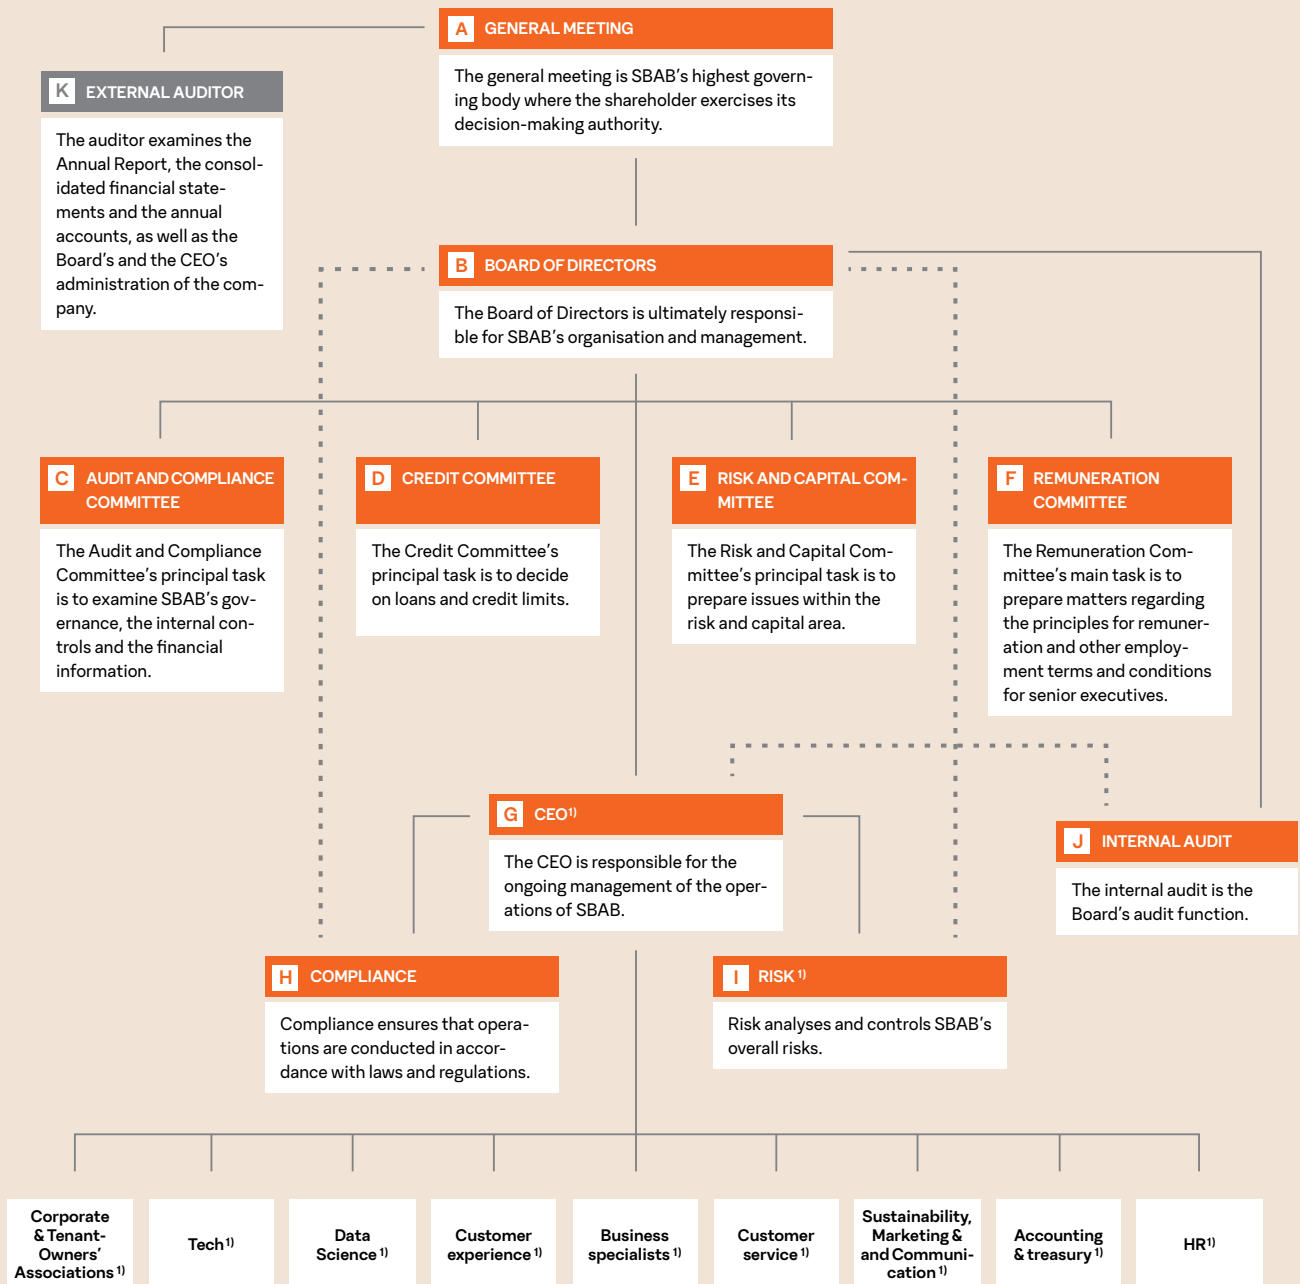 A GENERAL MEETING
The general meeting is SBAB's highest govern-
ing body where the shareholder exercises its
decision-making authority.
K EXTERNAL AUDITOR
The auditor examines the
Annual Report, the consol-
idated financial state-
ments and the annual
accounts, as well as the
Board's and the CEO's
administration of the com-
pany.
B BOARD OF DIRECTORS
The Board of Directors is ultimately responsi-
ble for SBAB's organisation and management.
C AUDIT AND COMPLIANCE
COMMITTEE
The Audit and Compliance
Committee's principal task
is to examine SBAB's gov-
ernance, the internal con-
trols and the financial
information.
D CREDIT COMMITTEE
The Credit Committee's
principal task is to decide
on loans and credit limits.
E RISK AND CAPITAL COM-
MITTEE
The Risk and Capital Com-
mittee's principal task is to
prepare issues within the
risk and capital area.
F REMUNERATION
COMMITTEE
The Remuneration Com-
mittee's main task is to
prepare matters regarding
the principles for remuner-
ation and other employ-
ment terms and conditions
for senior executives.
G CEO 1)
The CEO is responsible for the
ongoing management of the oper-
ations of SBAB.
J INTERNAL AUDIT
The internal audit is the
Board's audit function.
H COMPLIANCE
Compliance ensures that opera-
tions are conducted in accor-
dance with laws and regulations.
I RISK 1)
Risk analyses and controls SBAB's
overall risks.
Corporate
& Tenant-
Owners'
Associations 1)
Tech 1)
Data
Science 1)
Customer
experience 1)
Business
specialists 1)
Customer
service 1)
Sustainability,
Marketing &
and Communi-
cation 1)
Accounting
& treasury 1)
HR 1)